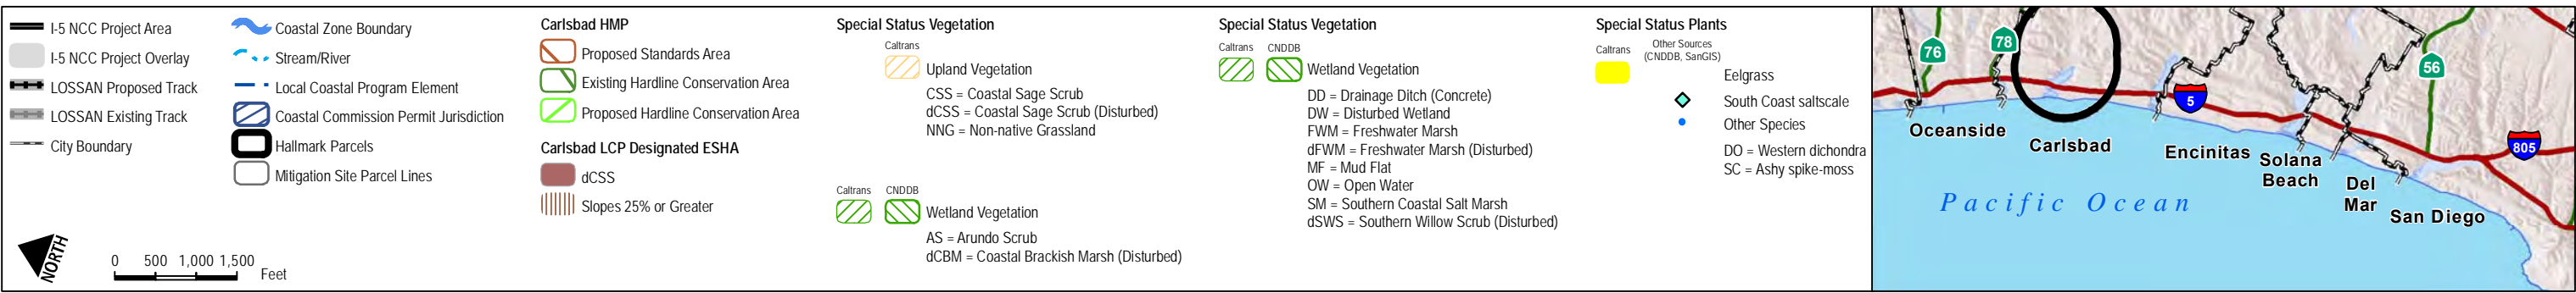 I-5 NCC Project Area
I-5 NCC Project Overlay
LOSSAN Proposed Track
LOSSAN Existing Track
City Boundary
NORTH
0 500 1,000 1,500
Feet
Coastal Zone Boundary
Stream/River
Local Coastal Program Element
Coastal Commission Permit Jurisdiction
Hallmark Parcels
Mitigation Site Parcel Lines
Carlsbad HMP
Proposed Standards Area
Existing Hardline Conservation Area
Proposed Hardline Conservation Area
Carlsbad LCP Designated ESHA
dCSS
Slopes 25% or Greater
Special Status Vegetation
Caltrans
Upland Vegetation
CSS = Coastal Sage Scrub
dCSS = Coastal Sage Scrub (Disturbed)
NNG = Non-native Grassland
Caltrans CNDDB
Wetland Vegetation
AS = Arundo Scrub
dCBM = Coastal Brackish Marsh (Disturbed)
Special Status Vegetation
Caltrans CNDDB
Wetland Vegetation
DD = Drainage Ditch (Concrete)
DW = Disturbed Wetland
FWM = Freshwater Marsh
dFWM = Freshwater Marsh (Disturbed)
MF = Mud Flat
OW = Open Water
SM = Southern Coastal Salt Marsh
dSWS = Southern Willow Scrub (Disturbed)
Special Status Plants
Caltrans
Other Sources
(CNDDB, SanGIS)
Eelgrass
South Coast saltscale
Other Species
DO = Western dichondra
SC = Ashy spike-moss
76
78
56
5
805
Oceanside
Carlsbad
Encinitas
Solana
Beach
Del
Mar
San Diego
Pacific Ocean